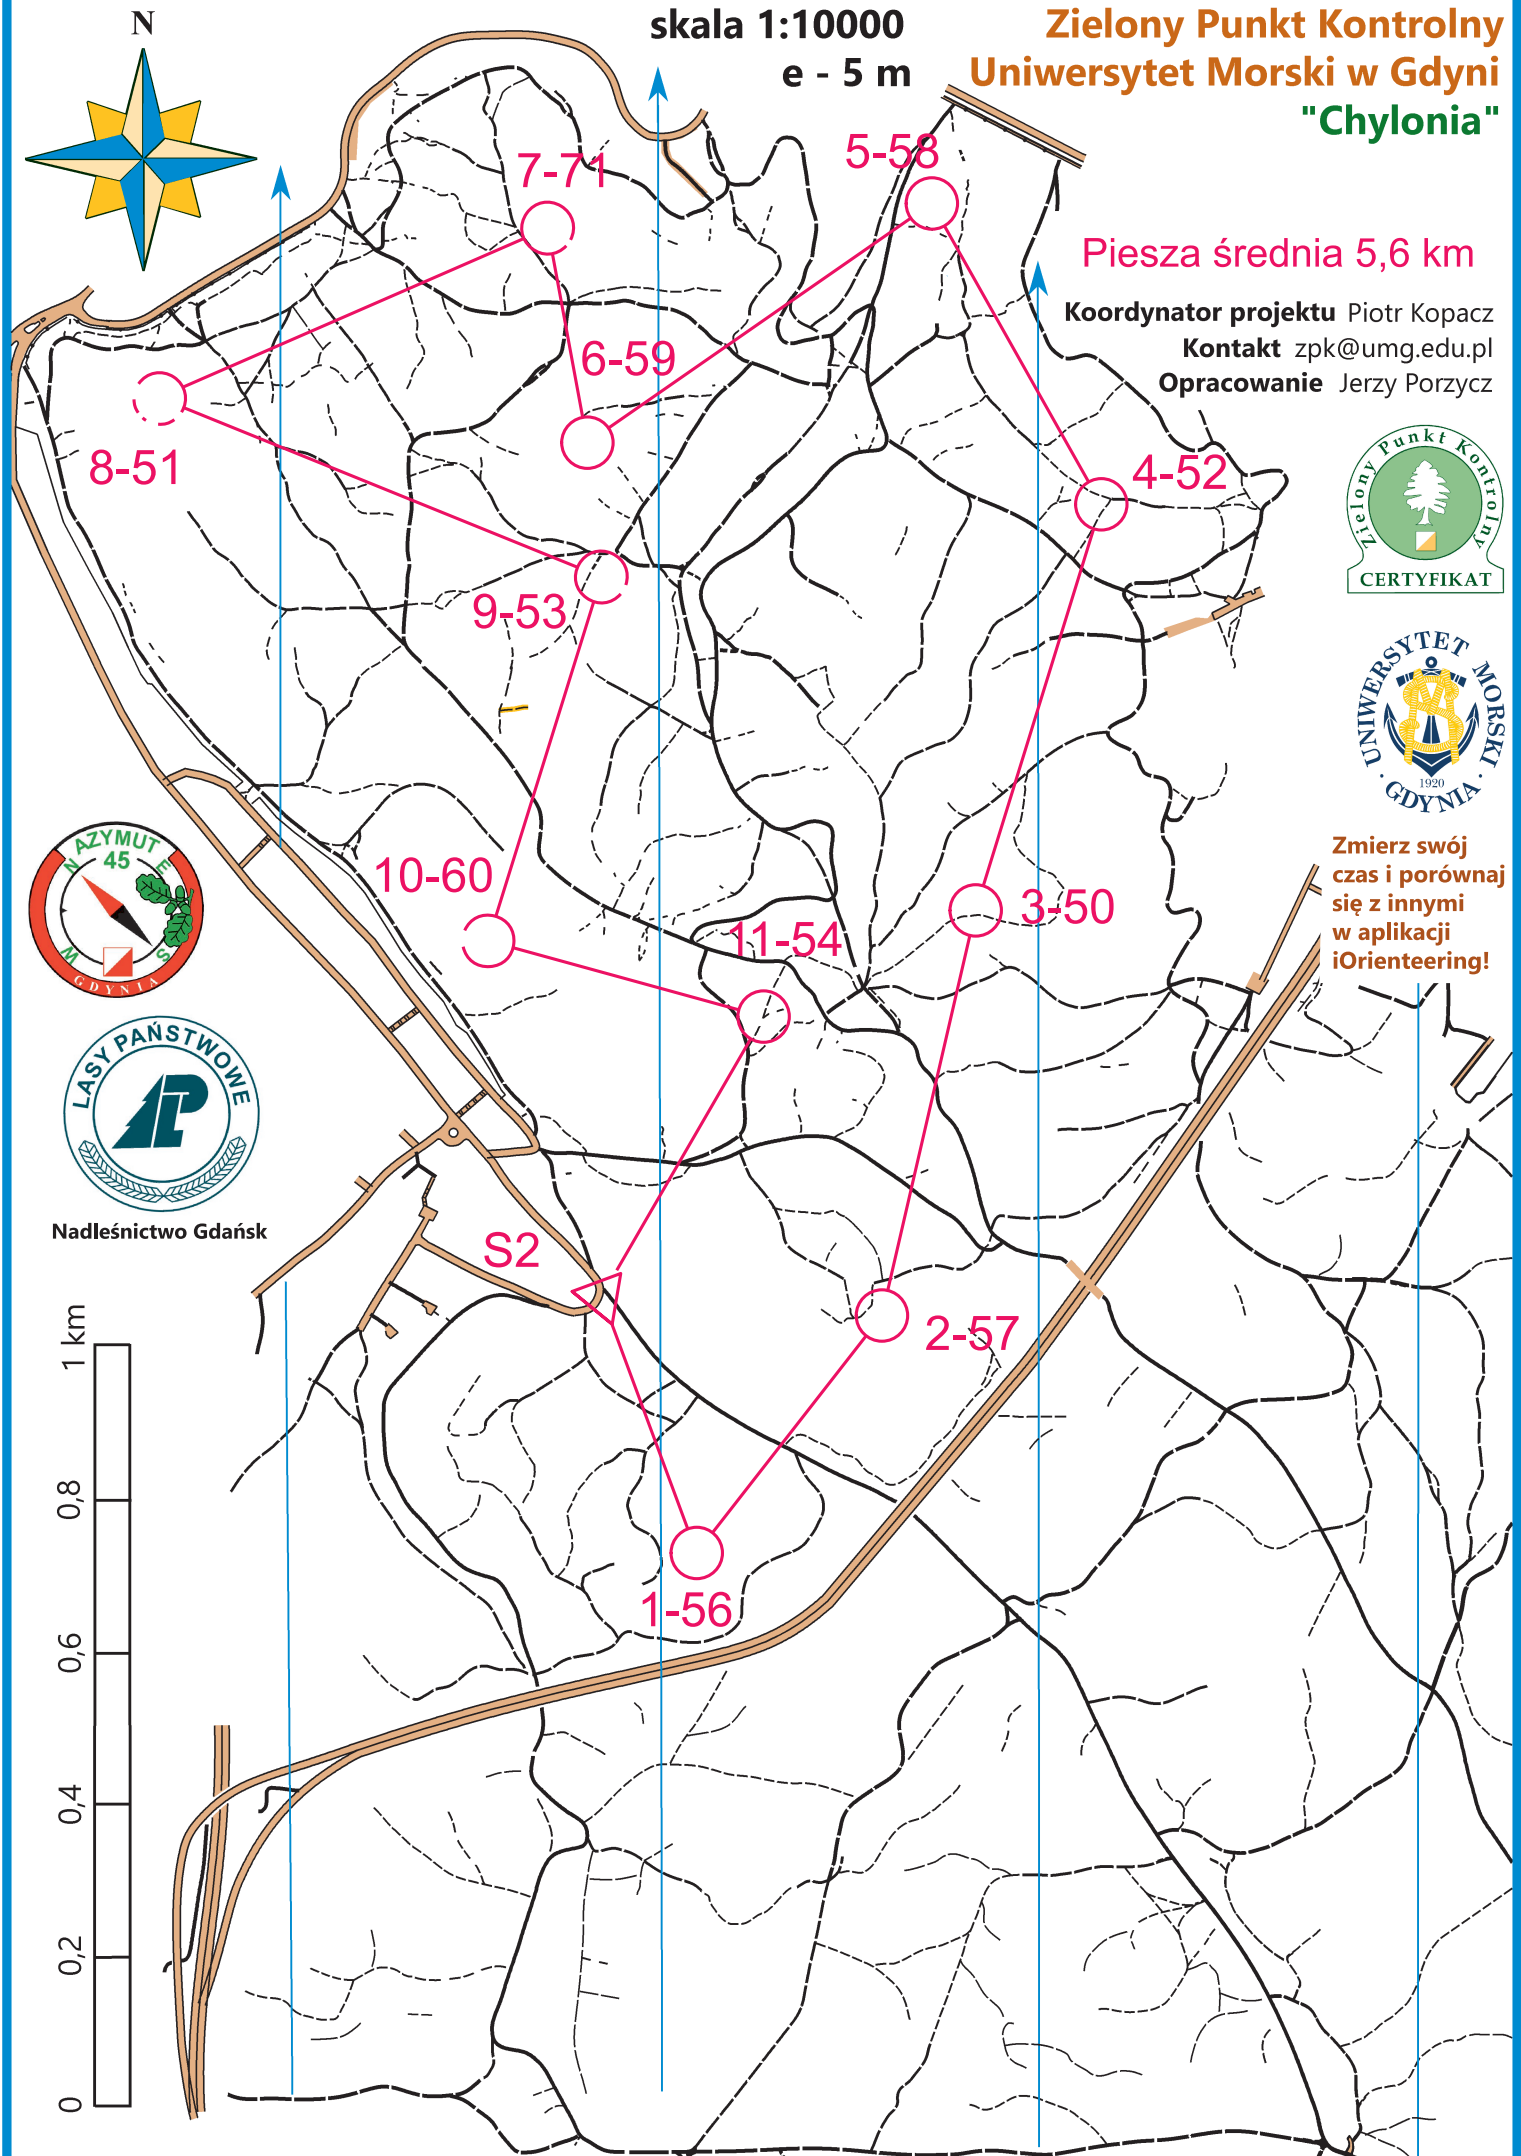 N
skala 1:10000
e - 5 m
Zielony Punkt Kontrolny
Uniwersytet Morski w Gdyni
"Chylonia"
Piesza średnia 5,6 km
Koordynator projektu Piotr Kopacz
Kontakt zpk@umg.edu.pl
Opracowanie Jerzy Porzycz
7-71
5-58
6-59
8-51
4-52
9-53
10-60
3-50
11-54
S2
2-57
1-56
Zielony Punkt Kontrolny
CERTYFIKAT
UNIWERSYTET MORSKI
· GDYNIA ·
1920
Zmierz swój
czas i porównaj
się z innymi
w aplikacji
iOrienteering!
AZYMUT
45
N
E
W
S
GDYNIA
LASY PAŃSTWOWE
LP
Nadleśnictwo Gdańsk
1 km
0,8
0,6
0,4
0,2
0